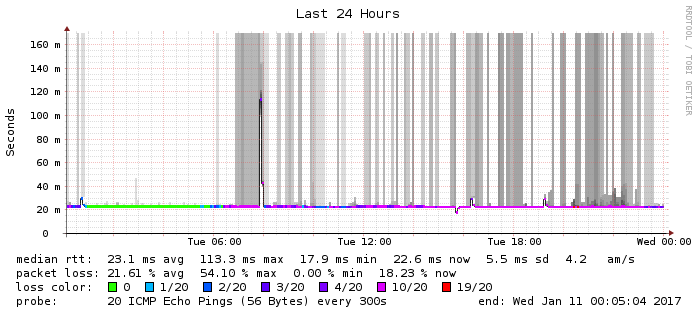 Last 24 Hours
RRDTOOL / TOBI OETIKER
Seconds
160 m
140 m
120 m
100 m
80 m
60 m
40 m
20 m
0
Tue 06:00 Tue 12:00 Tue 18:00 Wed 00:00
median rtt: 23.1 ms avg 113.3 ms max 17.9 ms min 22.6 ms now 5.5 ms sd 4.2 am/s
packet loss: 21.61 % avg 54.10 % max 0.00 % min 18.23 % now
loss color: 0 1/20 2/20 3/20 4/20 10/20 19/20
probe: 20 ICMP Echo Pings (56 Bytes) every 300s end: Wed Jan 11 00:05:04 2017